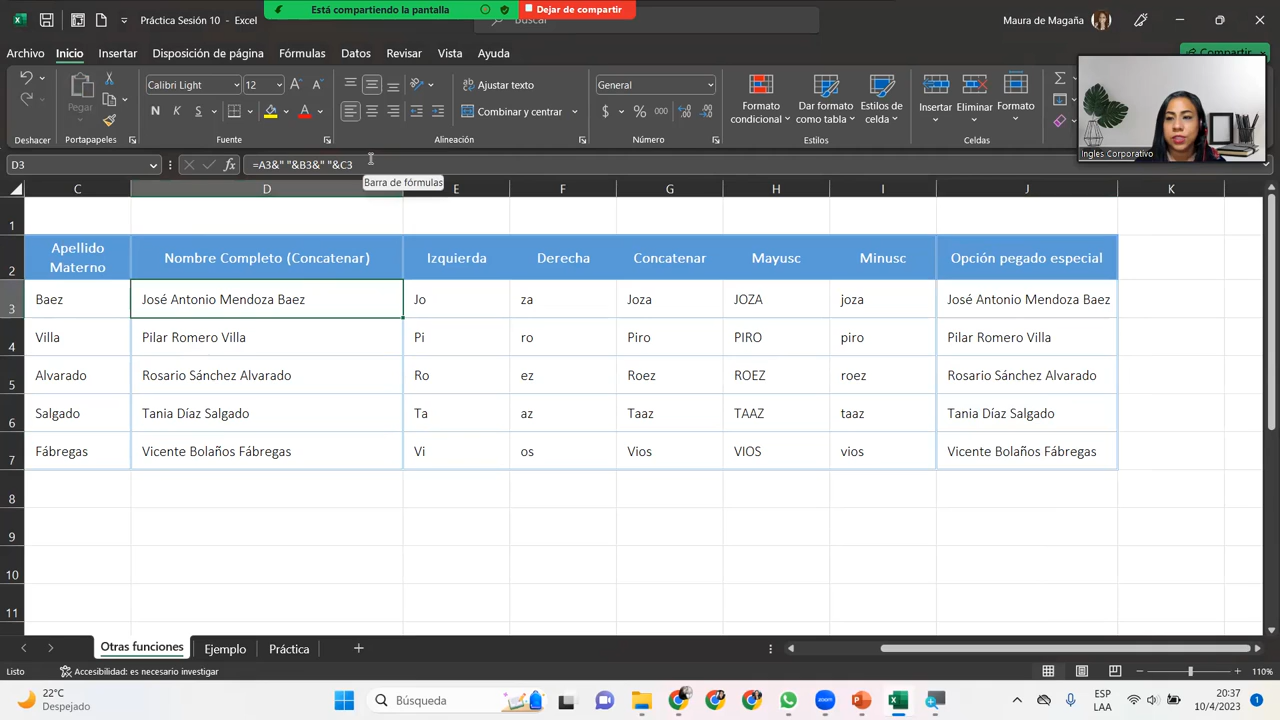 Está compartiendo la pantalla
Dejar de compartir
Práctica Sesión 10 - Excel
Buscar
Maura de Magaña
Archivo
Inicio
Insertar
Disposición de página
Fórmulas
Datos
Revisar
Vista
Ayuda
Compartir
Calibri Light
12
Ajustar texto
General
Pegar
N K S
Combinar y centrar
$ % 000
Formato condicional
Dar formato como tabla
Estilos de celda
Insertar
Eliminar
Formato
Deshacer
Portapapeles
Fuente
Alineación
Número
Estilos
Celdas
Ingles Corporativo
D3
=A3&" "&B3&" "&C3
Barra de fórmulas
C D E F G H I J K
1
2 Apellido Materno Nombre Completo (Concatenar) Izquierda Derecha Concatenar Mayusc Minusc Opción pegado especial
3 Baez José Antonio Mendoza Baez Jo za Joza JOZA joza José Antonio Mendoza Baez
4 Villa Pilar Romero Villa Pi ro Piro PIRO piro Pilar Romero Villa
5 Alvarado Rosario Sánchez Alvarado Ro ez Roez ROEZ roez Rosario Sánchez Alvarado
6 Salgado Tania Díaz Salgado Ta az Taaz TAAZ taaz Tania Díaz Salgado
7 Fábregas Vicente Bolaños Fábregas Vi os Vios VIOS vios Vicente Bolaños Fábregas
8
9
10
11
Otras funciones
Ejemplo
Práctica
Listo
Accesibilidad: es necesario investigar
110%
22°C
Despejado
Búsqueda
ESP
LAA
20:37
10/4/2023